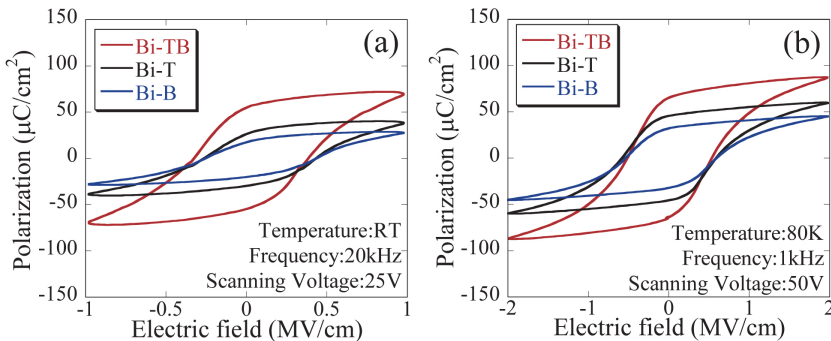 (a)
Bi-TB
Bi-T
Bi-B
150
100
50
0
-50
-100
-150
Polarization (µC/cm²)
Temperature:RT
Frequency:20kHz
Scanning Voltage:25V
-1
-0.5
0
0.5
1
Electric field (MV/cm)
(b)
Bi-TB
Bi-T
Bi-B
150
100
50
0
-50
-100
-150
Polarization (µC/cm²)
Temperature:80K
Frequency:1kHz
Scanning Voltage:50V
-2
-1
0
1
2
Electric field (MV/cm)